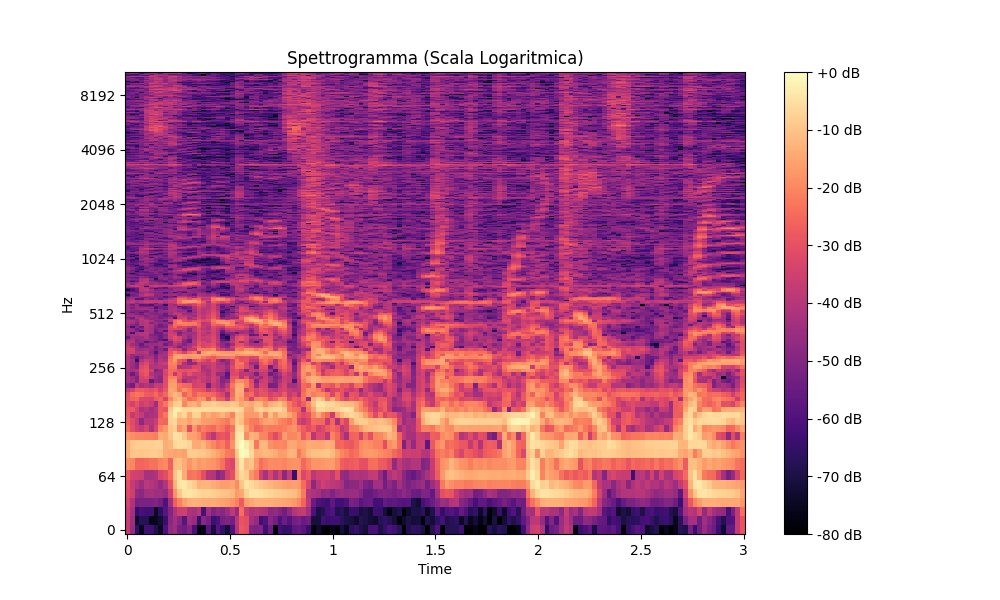 Spettrogramma (Scala Logaritmica)
8192
4096
2048
1024
512
256
128
64
0
Hz
0
0.5
1
1.5
2
2.5
3
Time
+0 dB
-10 dB
-20 dB
-30 dB
-40 dB
-50 dB
-60 dB
-70 dB
-80 dB